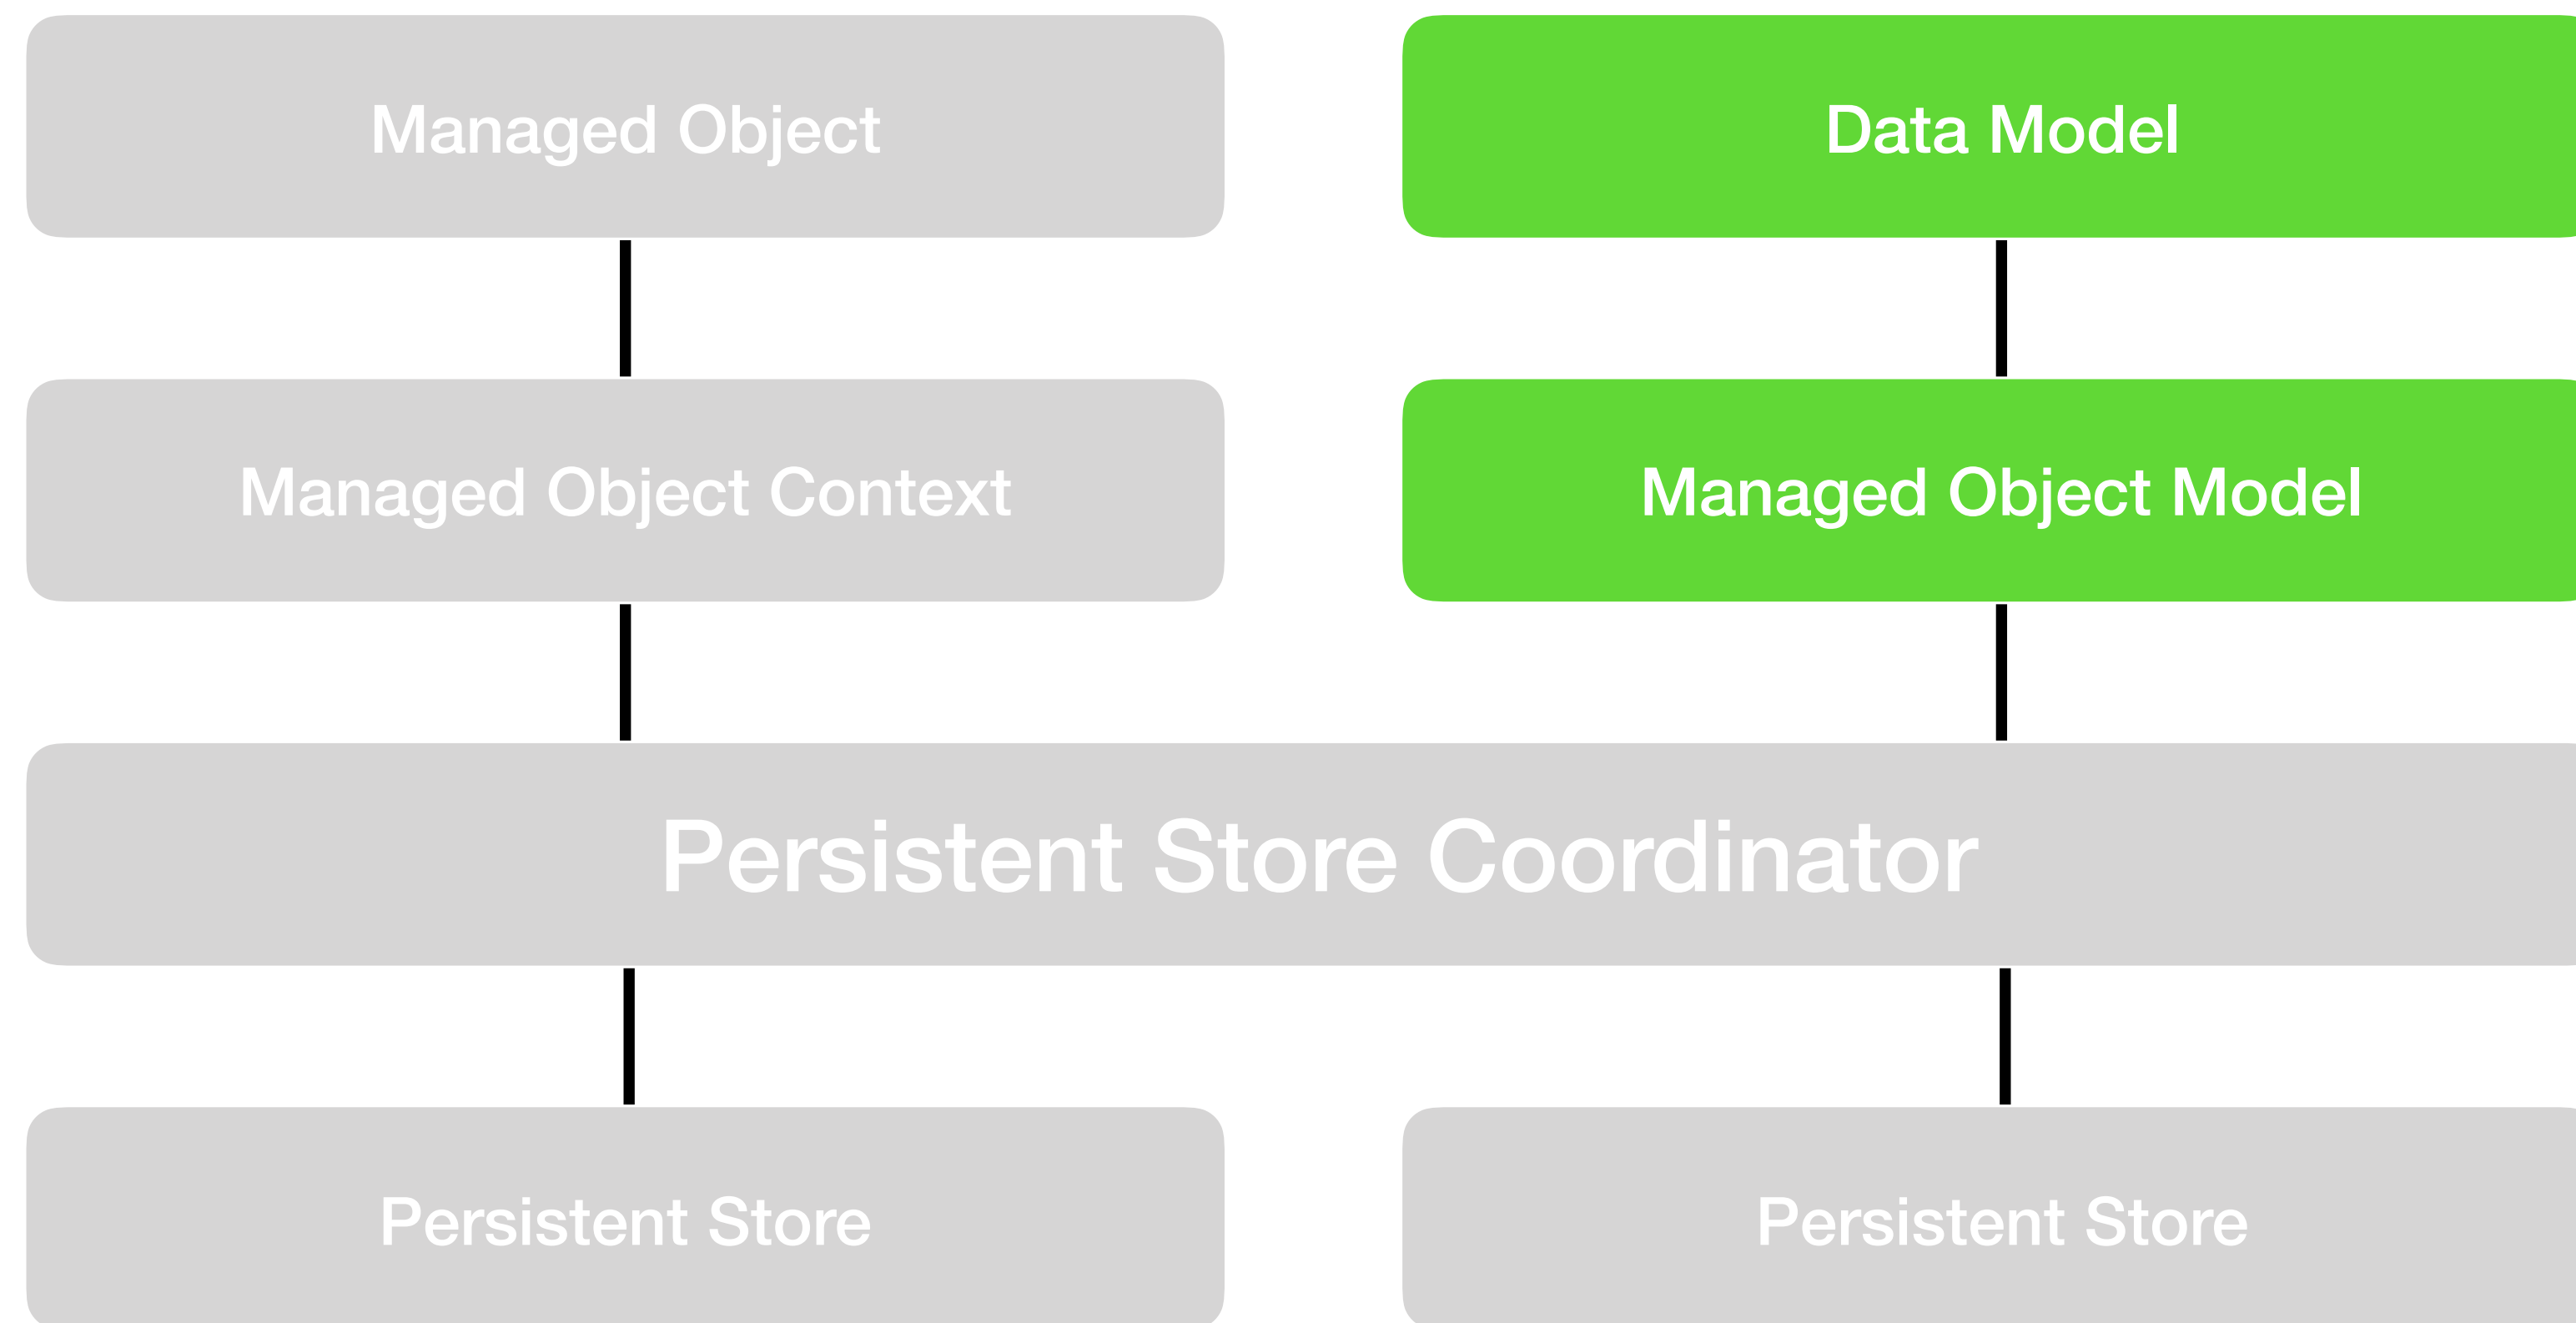 Managed Object
Data Model
Managed Object Context
Managed Object Model
Persistent Store Coordinator
Persistent Store
Persistent Store